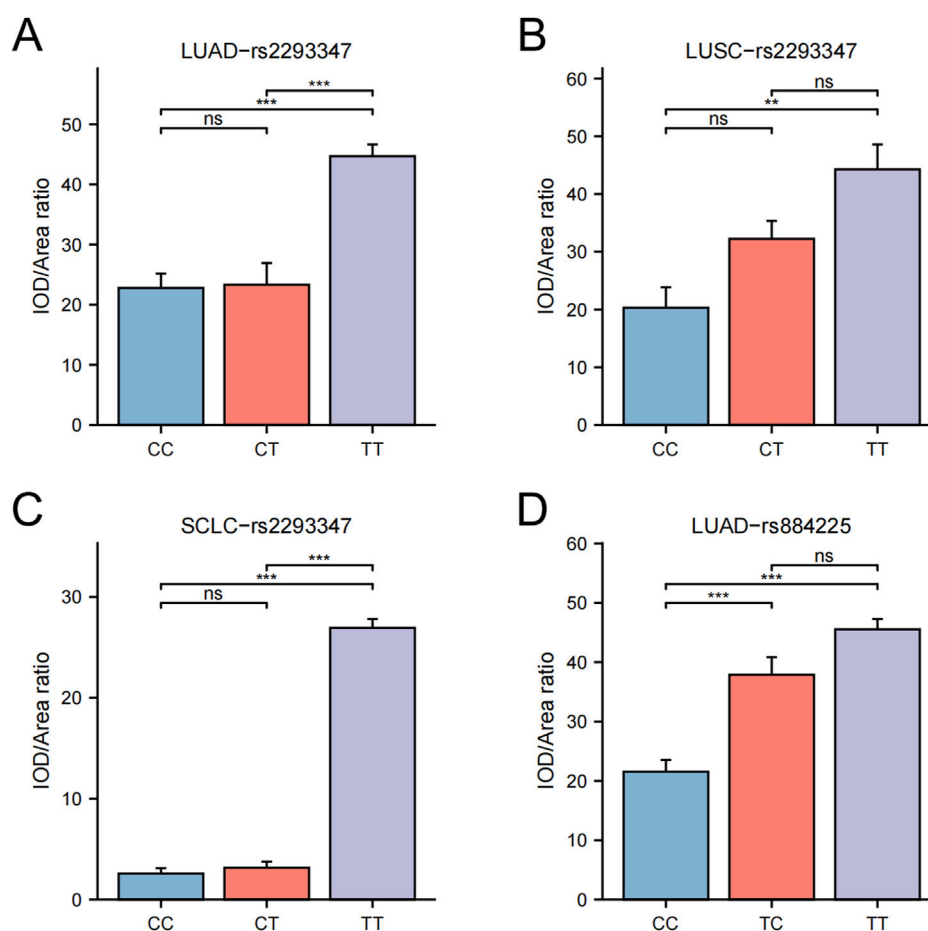 A
LUAD−rs2293347
IOD/Area ratio
50
40
30
20
10
0
***
***
ns
CC CT TT
B
LUSC−rs2293347
IOD/Area ratio
60
50
40
30
20
10
0
ns
**
ns
CC CT TT
C
SCLC−rs2293347
IOD/Area ratio
30
20
10
0
***
***
ns
CC CT TT
D
LUAD−rs884225
IOD/Area ratio
60
50
40
30
20
10
0
ns
***
***
CC TC TT